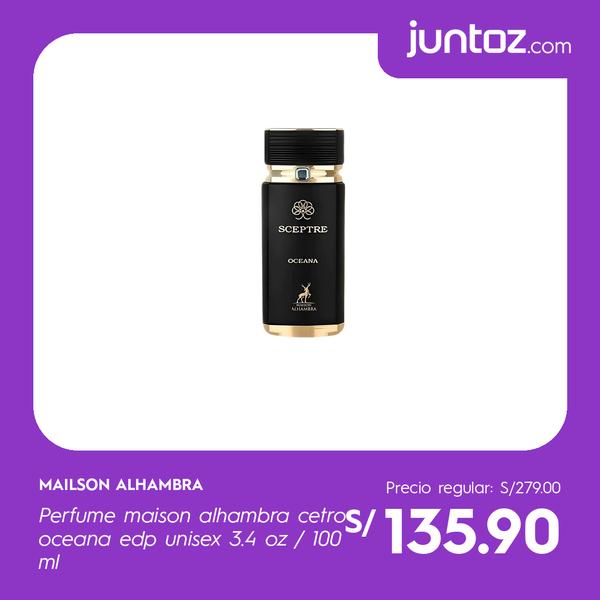 juntoz.com
SCEPTRE
OCEANA
MAISON
ALHAMBRA
MAILSON ALHAMBRA
Perfume maison alhambra cetro
oceana edp unisex 3.4 oz / 100
ml
Precio regular: S/279.00
S/ 135.90